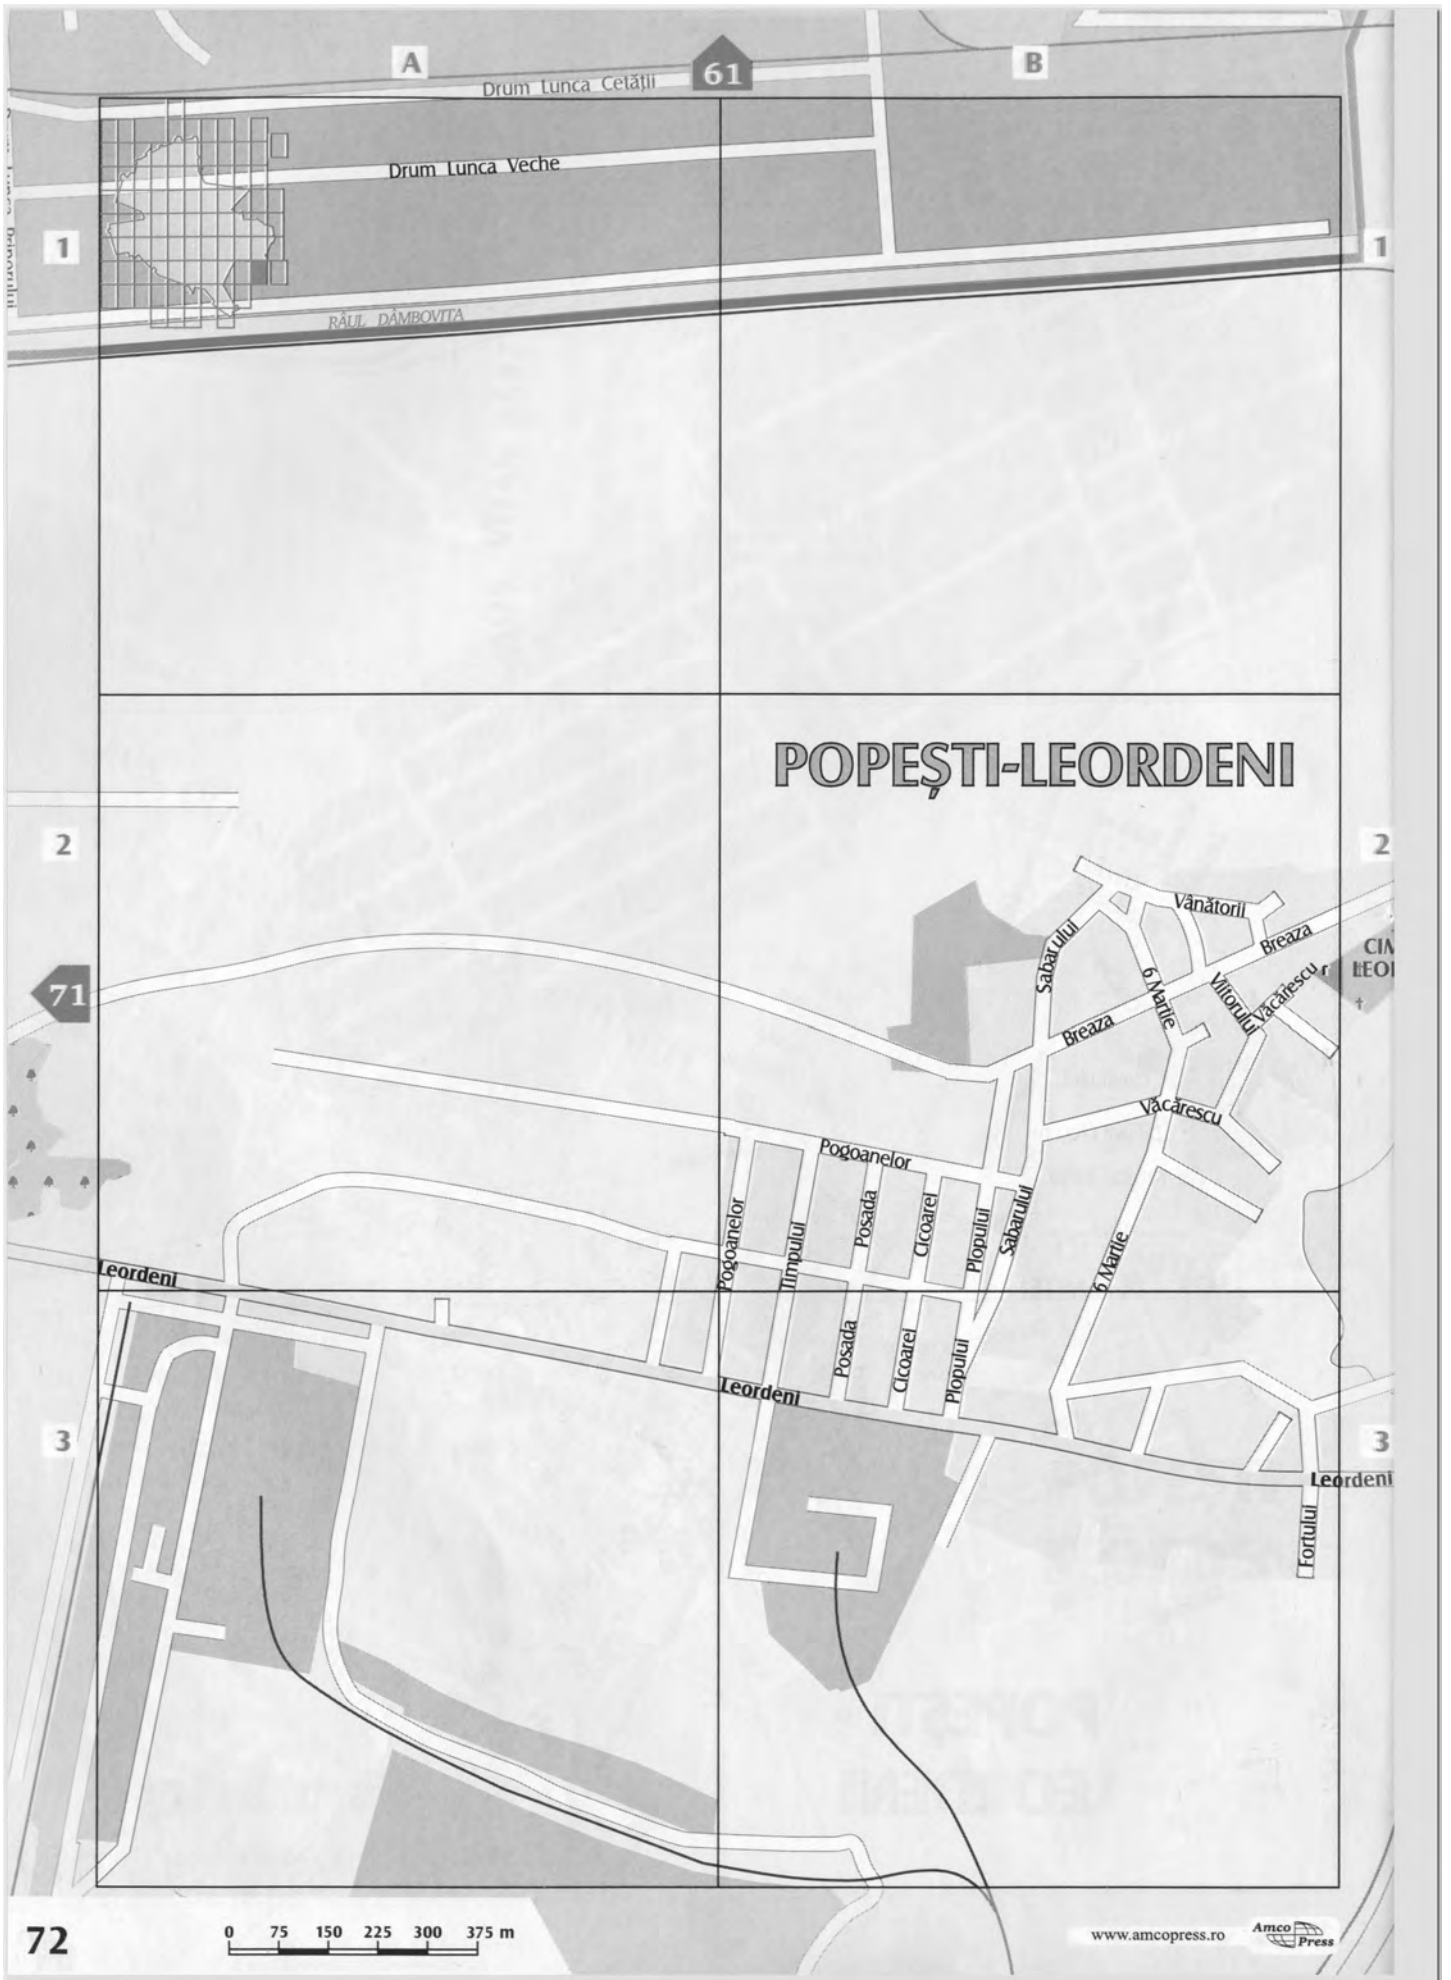 A
61
B
Drum Lunca Cetății
Drum Lunca Veche
1
1
RÂUL DÂMBOVIȚA
POPEȘTI-LEORDENI
2
2
Vânătorii
Sabarului
Breaza
71
6 Martie
Viitorului
Văcărescu
Breaza
Văcărescu
Pogoanelor
Pogoanelor
Timpului
Posada
Cicoarei
Plopului
Sabarului
6 Martie
Leordeni
Posada
Cicoarei
Plopului
Leordeni
3
3
Leordeni
Fortului
72
0 75 150 225 300 375 m
www.amcopress.ro
Amco
Press